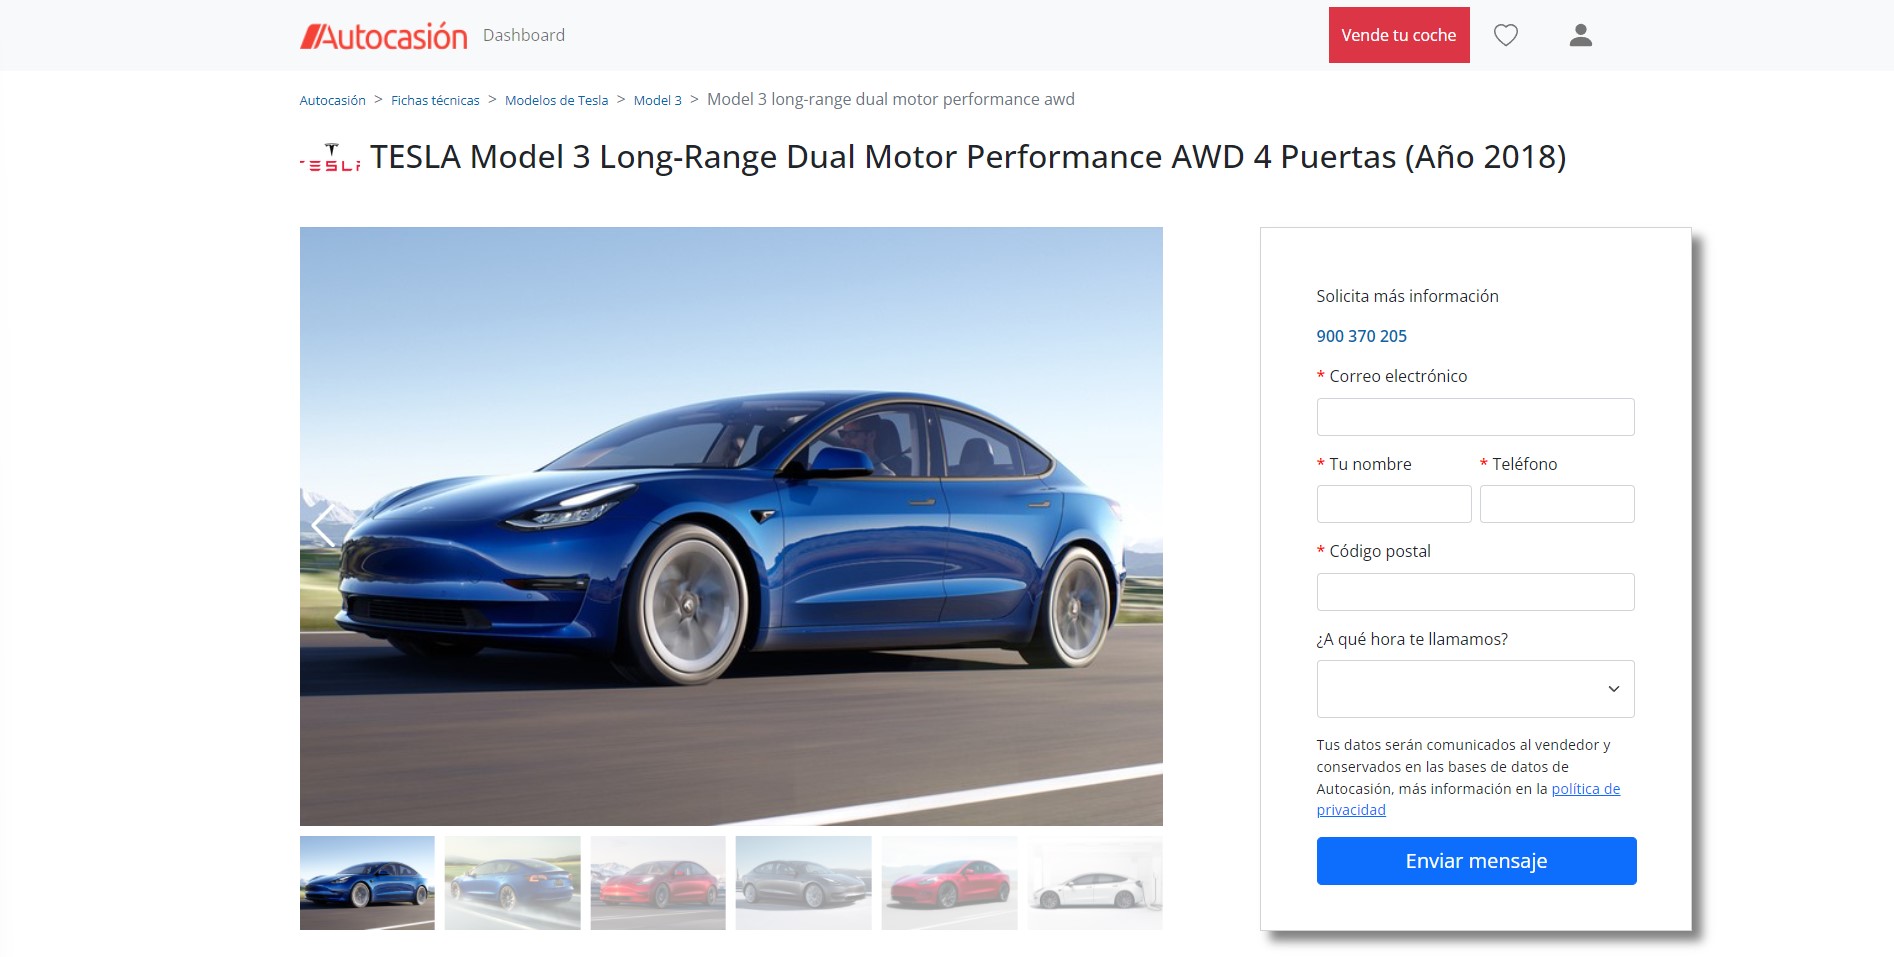 Autocasión Dashboard Vende tu coche
Autocasión > Fichas técnicas > Modelos de Tesla > Model 3 > Model 3 long-range dual motor performance awd
TESLA TESLA Model 3 Long-Range Dual Motor Performance AWD 4 Puertas (Año 2018)
Solicita más información
900 370 205
* Correo electrónico
* Tu nombre * Teléfono
* Código postal
¿A qué hora te llamamos?
Tus datos serán comunicados al vendedor y
conservados en las bases de datos de
Autocasión, más información en la política de
privacidad
Enviar mensaje